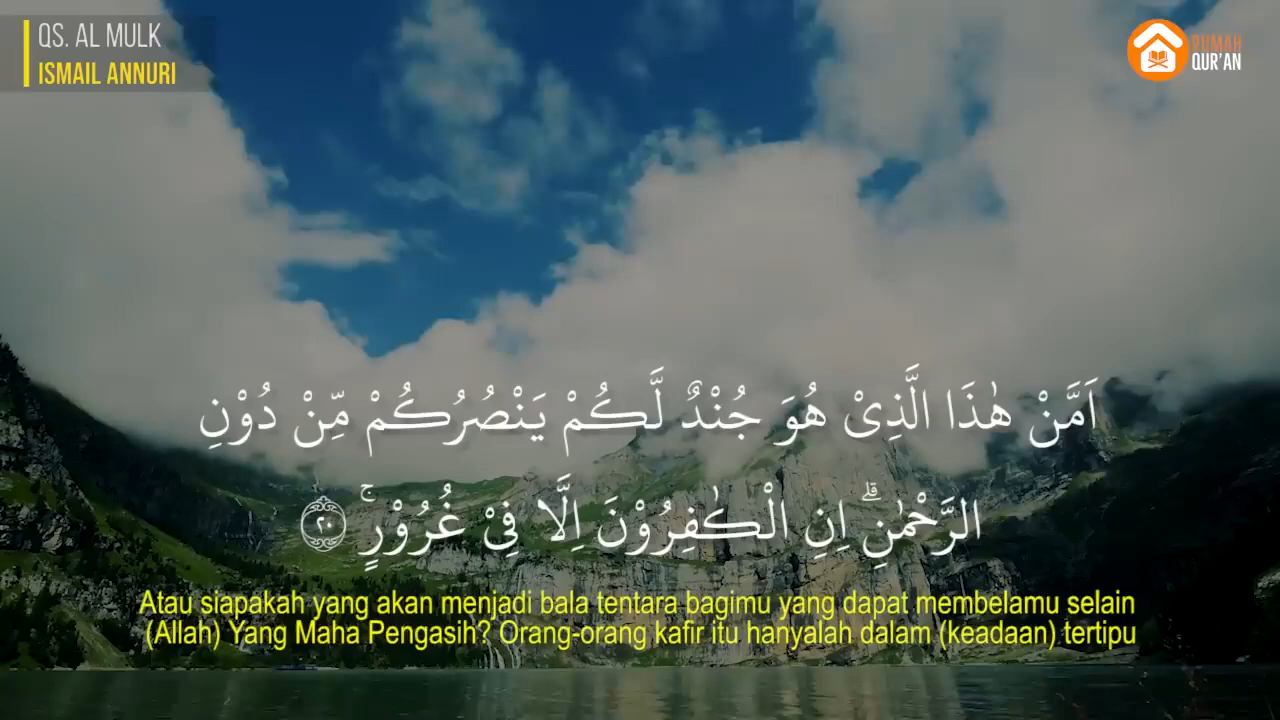 QS. AL MULK
ISMAIL ANNURI
RUMAH
QUR'AN
اَمَّنْ هٰذَا الَّذِيْ هُوَ جُنْدٌ لَّكُمْ يَنْصُرُكُمْ مِّنْ دُوْنِ
الرَّحْمٰنِۗ اِنِ الْكٰفِرُوْنَ اِلَّا فِيْ غُرُوْرٍۚ ٢٠
Atau siapakah yang akan menjadi bala tentara bagimu yang dapat membelamu selain
(Allah) Yang Maha Pengasih? Orang-orang kafir itu hanyalah dalam (keadaan) tertipu